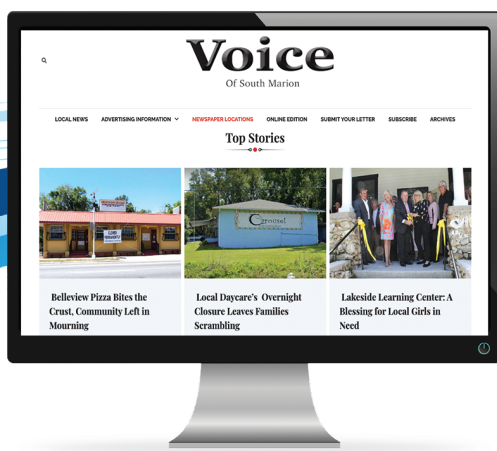 Voice
Of South Marion
LOCAL NEWS ADVERTISING INFORMATION NEWSPAPER LOCATIONS ONLINE EDITION SUBMIT YOUR LETTER SUBSCRIBE ARCHIVES
Top Stories
Carousel
Belleview Pizza Bites the
Crust, Community Left in
Mourning
Local Daycare’s Overnight
Closure Leaves Families
Scrambling
Lakeside Learning Center: A
Blessing for Local Girls in
Need